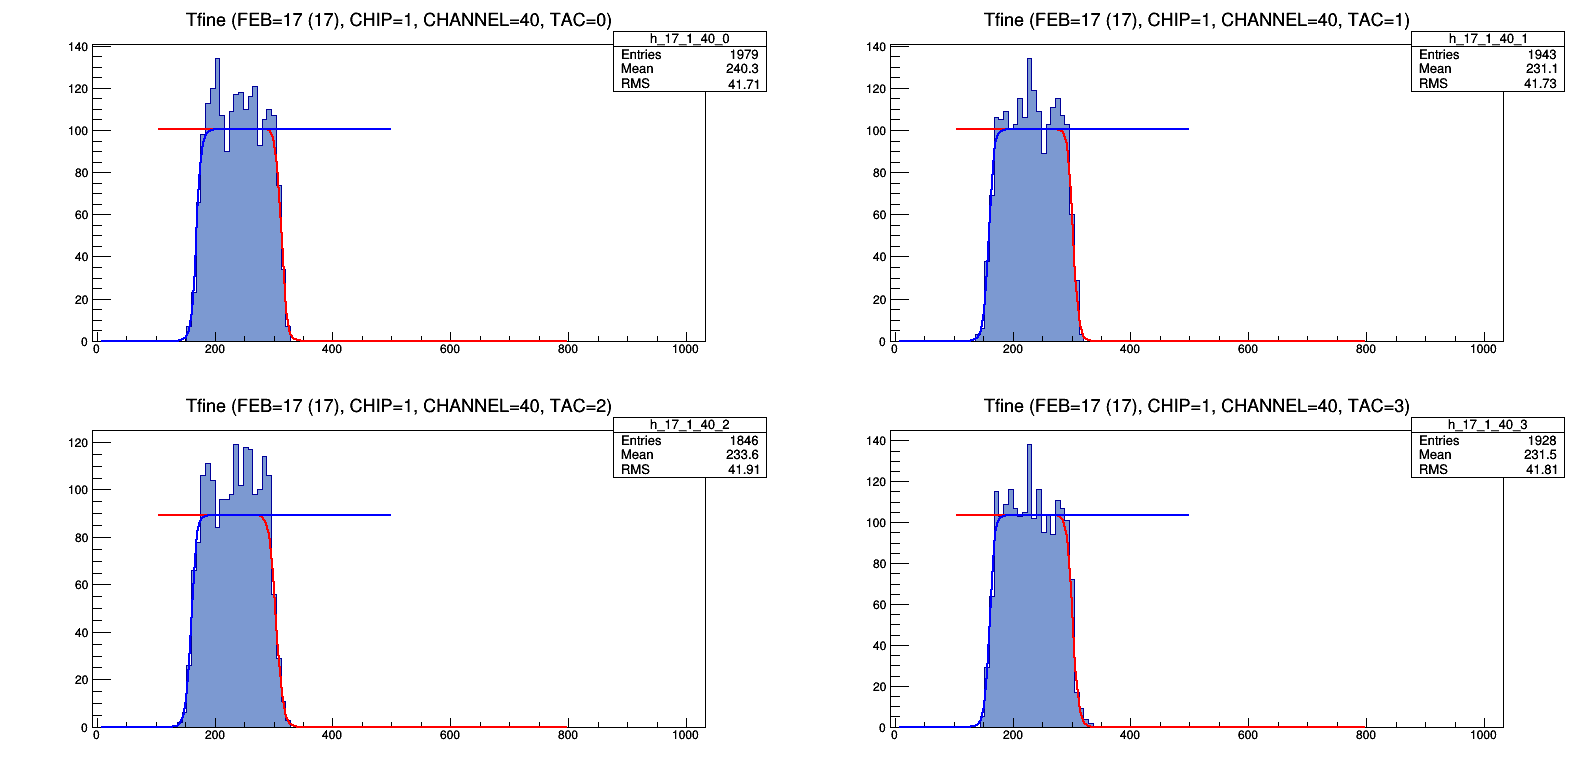 Tfine (FEB=17 (17), CHIP=1, CHANNEL=40, TAC=0)
h_17_1_40_0
Entries 1979
Mean 240.3
RMS 41.71
140
120
100
80
60
40
20
0
0 200 400 600 800 1000
Tfine (FEB=17 (17), CHIP=1, CHANNEL=40, TAC=1)
h_17_1_40_1
Entries 1943
Mean 231.1
RMS 41.73
140
120
100
80
60
40
20
0
0 200 400 600 800 1000
Tfine (FEB=17 (17), CHIP=1, CHANNEL=40, TAC=2)
h_17_1_40_2
Entries 1846
Mean 233.6
RMS 41.91
120
100
80
60
40
20
0
0 200 400 600 800 1000
Tfine (FEB=17 (17), CHIP=1, CHANNEL=40, TAC=3)
h_17_1_40_3
Entries 1928
Mean 231.5
RMS 41.81
140
120
100
80
60
40
20
0
0 200 400 600 800 1000